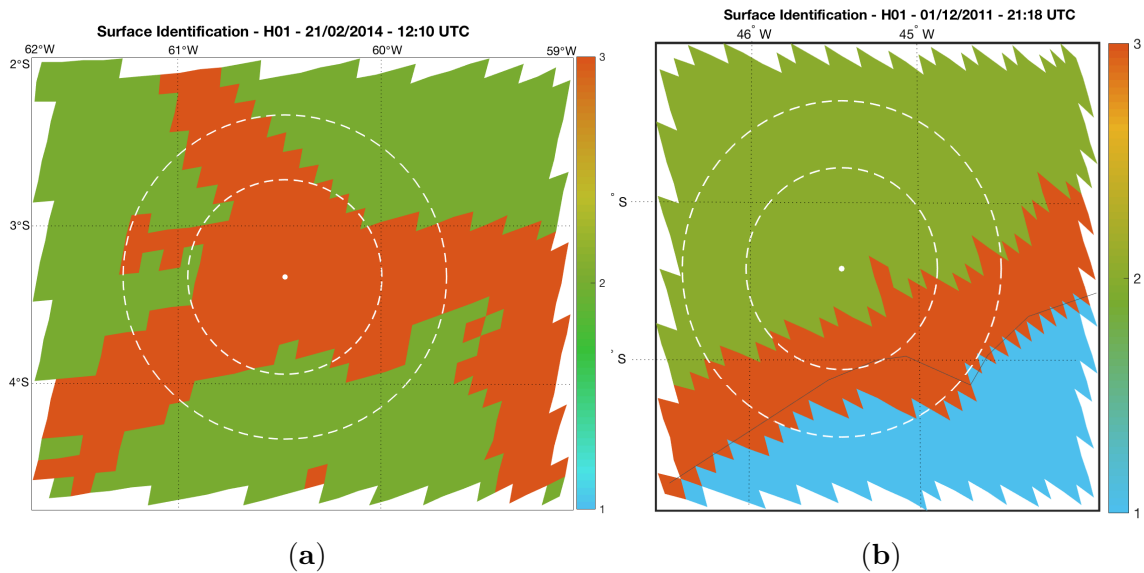 Surface Identification - H01 - 21/02/2014 - 12:10 UTC
62°W 61°W 60°W 59°W
2°S
3°S
4°S
3
2
1
(a)
Surface Identification - H01 - 01/12/2011 - 21:18 UTC
46° W 45° W
° S
° S
3
2
1
(b)